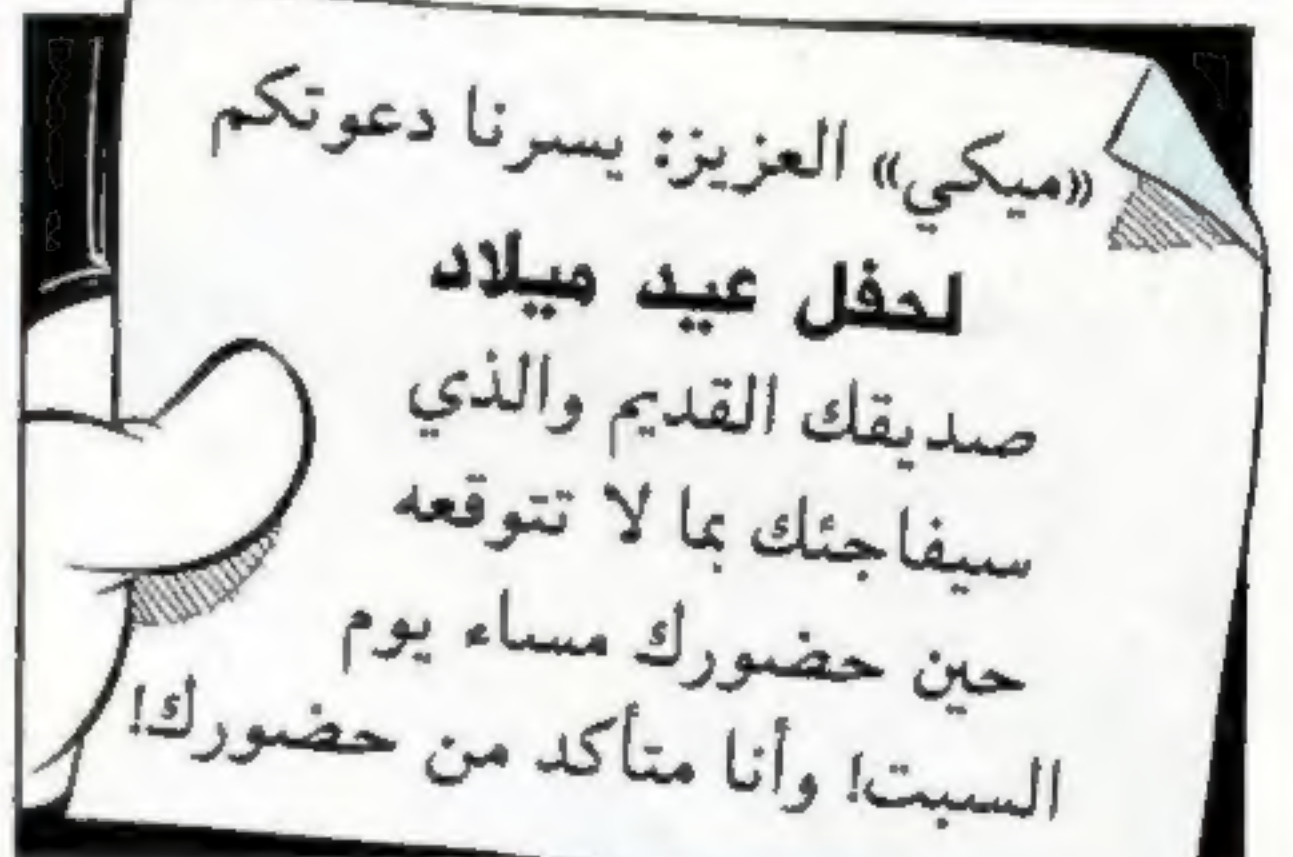 «ميكي» العزيز: يسرنا دعوتكم
لحفل عيد ميلاد
صديقك القديم والذي
سيفاجئك بما لا تتوقعه
حين حضورك مساء يوم
السبت! وأنا متأكد من حضورك!